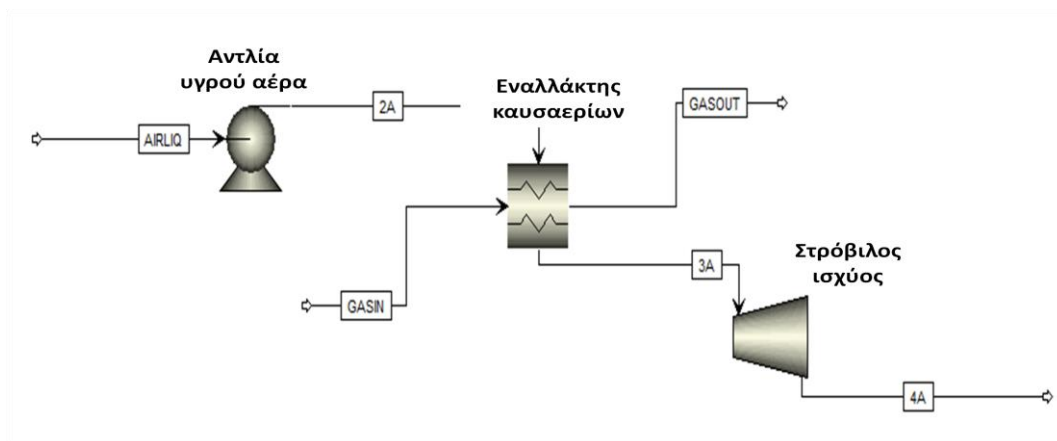 Αντλία
υγρού αέρα
2A
AIRLIQ
Εναλλάκτης
καυσαερίων
GASOUT
GASIN
3A
Στρόβιλος
ισχύος
4A